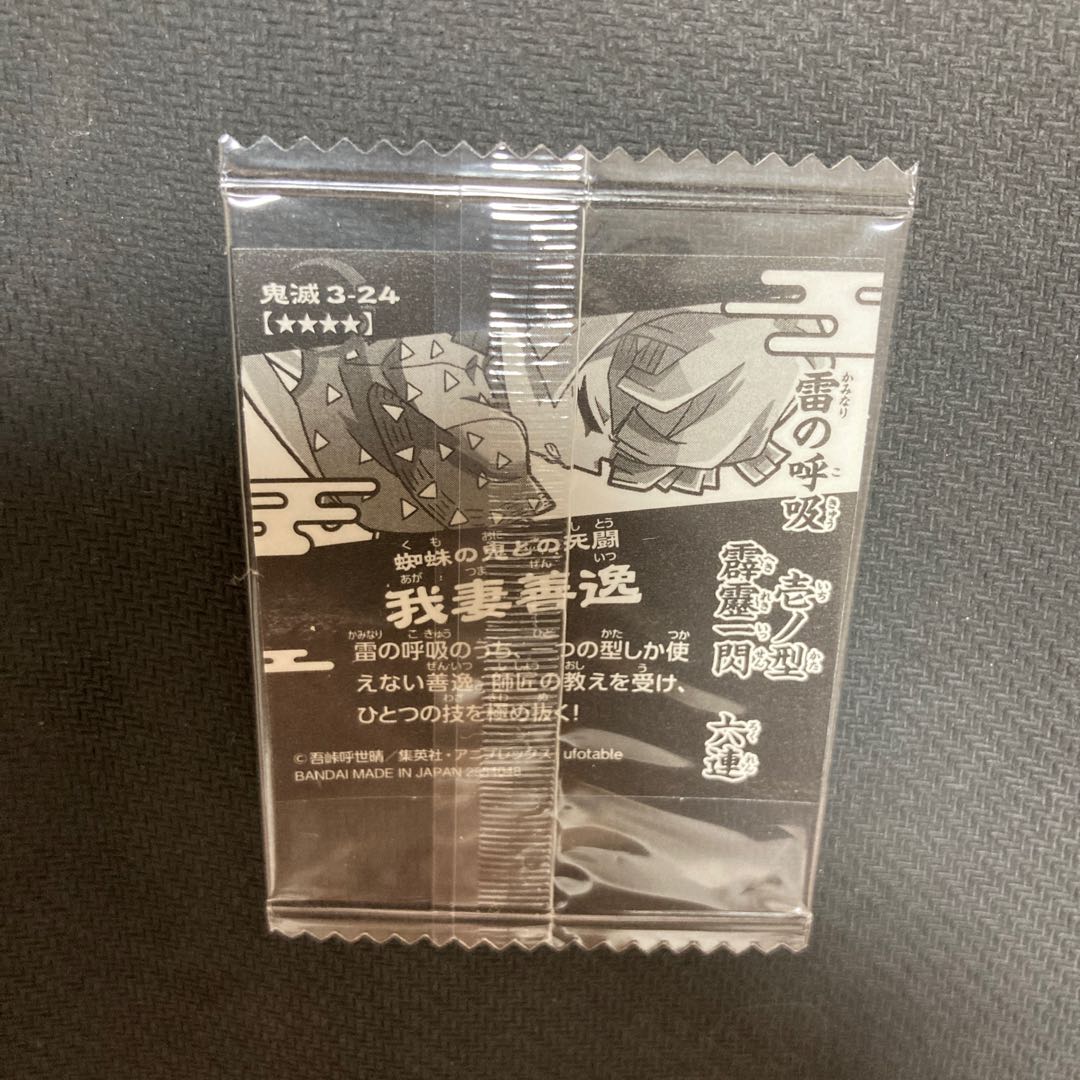 鬼滅 3-24
【★★★★】
雷の呼吸
壱ノ型
霹靂一閃
六連
蜘蛛の鬼との死闘
我妻善逸
雷の呼吸のうち、一つの型しか使
えない善逸。師匠の教えを受け、
ひとつの技を極め抜く!
©吾峠呼世晴/集英社・アニプレックス・ufotable
BANDAI MADE IN JAPAN